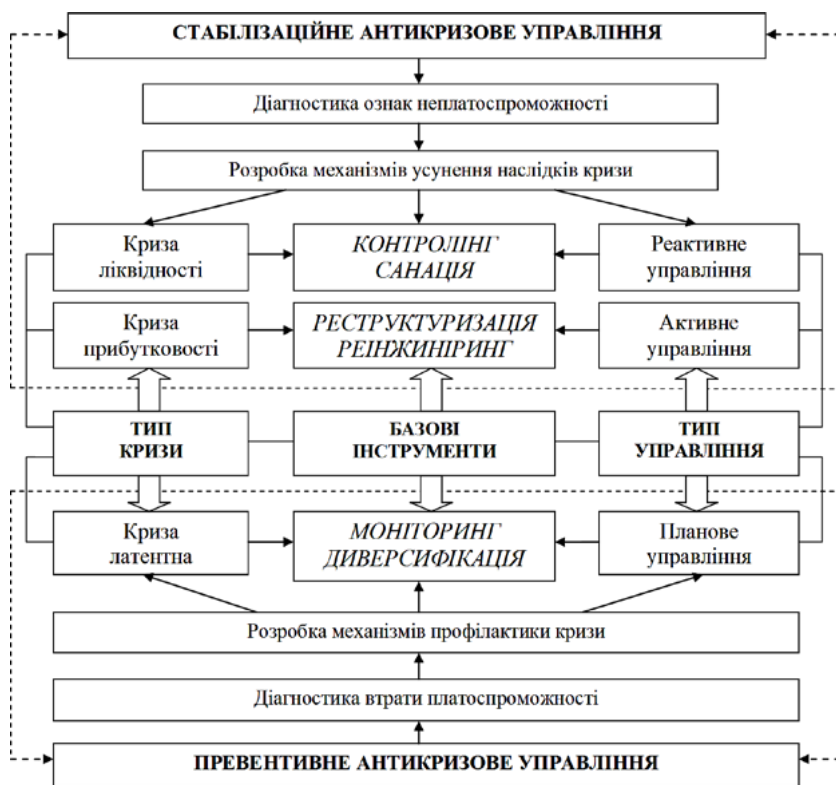 СТАБІЛІЗАЦІЙНЕ АНТИКРИЗОВЕ УПРАВЛІННЯ
Діагностика ознак неплатоспроможності
Розробка механізмів усунення наслідків кризи
Криза
ліквідності
КОНТРОЛІНГ
САНАЦІЯ
Реактивне
управління
Криза
прибутковості
РЕСТРУКТУРИЗАЦІЯ
РЕІНЖИНІРИНГ
Активне
управління
ТИП
КРИЗИ
БАЗОВІ
ІНСТРУМЕНТИ
ТИП
УПРАВЛІННЯ
Криза
латентна
МОНІТОРИНГ
ДИВЕРСИФІКАЦІЯ
Планове
управління
Розробка механізмів профілактики кризи
Діагностика втрати платоспроможності
ПРЕВЕНТИВНЕ АНТИКРИЗОВЕ УПРАВЛІННЯ